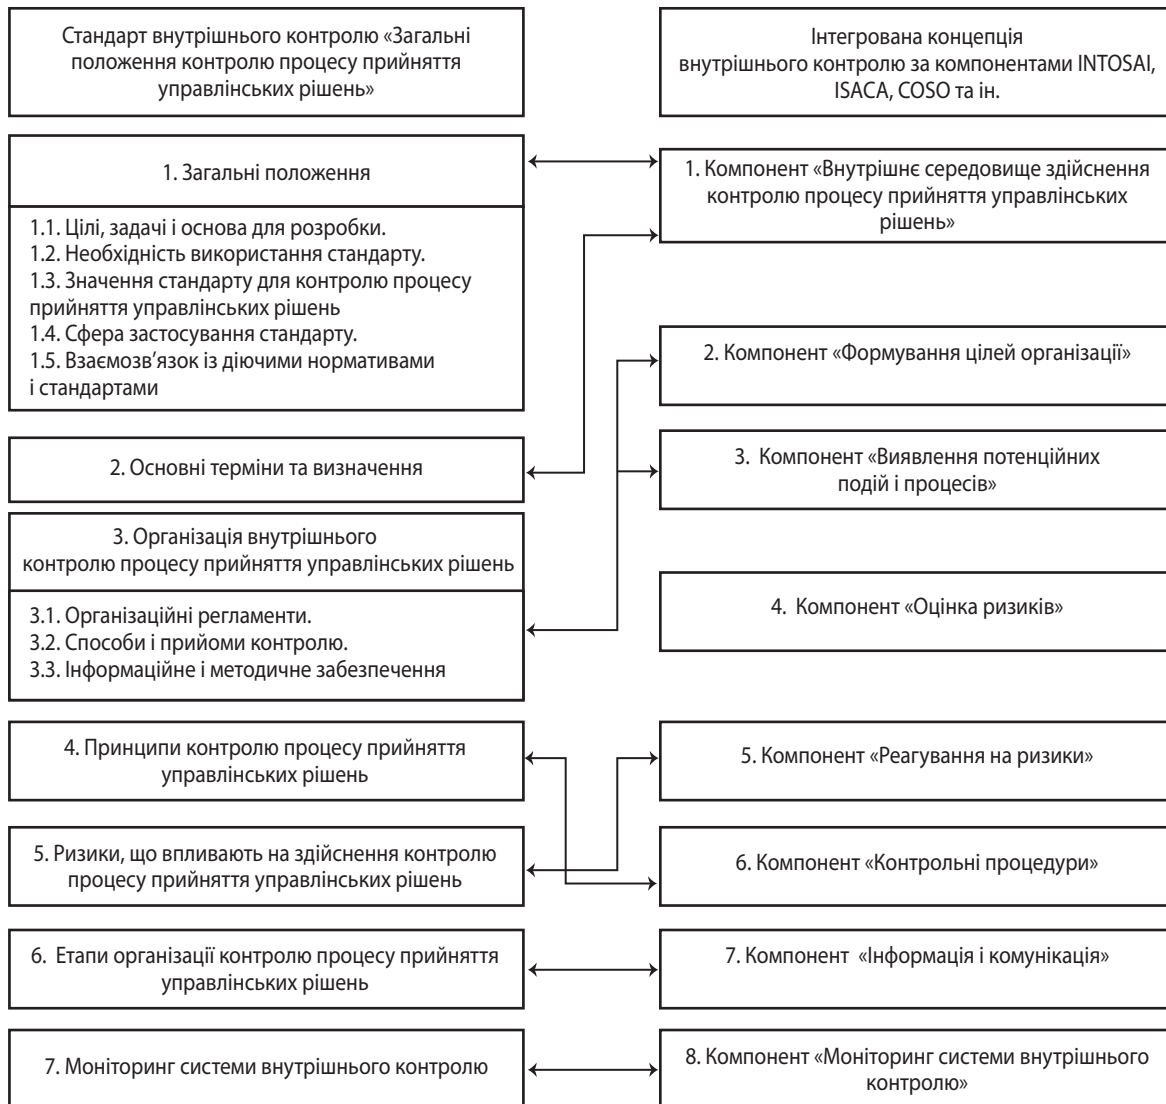 Стандарт внутрішнього контролю «Загальні
положення контролю процесу прийняття
управлінських рішень»
1. Загальні положення
1.1. Цілі, задачі і основа для розробки.
1.2. Необхідність використання стандарту.
1.3. Значення стандарту для контролю процесу
прийняття управлінських рішень
1.4. Сфера застосування стандарту.
1.5. Взаємозв’язок із діючими нормативами
і стандартами
2. Основні терміни та визначення
3. Організація внутрішнього
контролю процесу прийняття управлінських рішень
3.1. Організаційні регламенти.
3.2. Способи і прийоми контролю.
3.3. Інформаційне і методичне забезпечення
4. Принципи контролю процесу прийняття
управлінських рішень
5. Ризики, що впливають на здійснення контролю
процесу прийняття управлінських рішень
6. Етапи організації контролю процесу прийняття
управлінських рішень
7. Моніторинг системи внутрішнього контролю
Інтегрована концепція
внутрішнього контролю за компонентами INTOSAI,
ISACA, COSO та ін.
1. Компонент «Внутрішнє середовище здійснення
контролю процесу прийняття управлінських
рішень»
2. Компонент «Формування цілей організації»
3. Компонент «Виявлення потенційних
подій і процесів»
4. Компонент «Оцінка ризиків»
5. Компонент «Реагування на ризики»
6. Компонент «Контрольні процедури»
7. Компонент «Інформація і комунікація»
8. Компонент «Моніторинг системи внутрішнього
контролю»